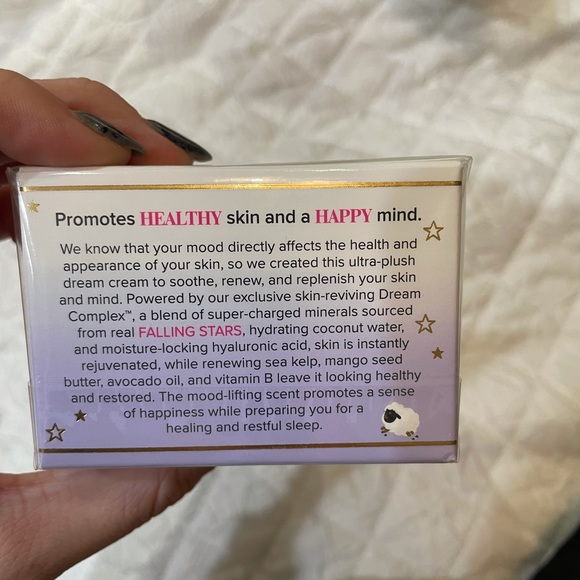 Promotes HEALTHY skin and a HAPPY mind.
We know that your mood directly affects the health and
appearance of your skin, so we created this ultra-plush
dream cream to soothe, renew, and replenish your skin
and mind. Powered by our exclusive skin-reviving Dream
Complex™, a blend of super-charged minerals sourced
from real FALLING STARS, hydrating coconut water,
and moisture-locking hyaluronic acid, skin is instantly
rejuvenated, while renewing sea kelp, mango seed
butter, avocado oil, and vitamin B leave it looking healthy
and restored. The mood-lifting scent promotes a sense
of happiness while preparing you for a
healing and restful sleep.